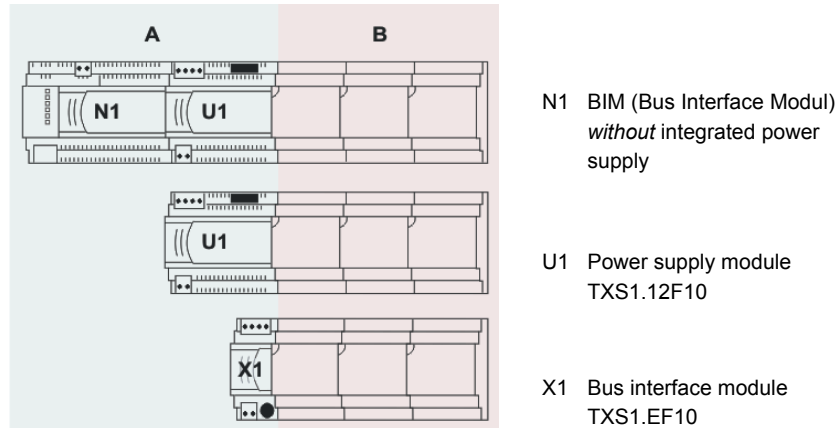 A B
N1 U1
U1
X1
N1 BIM (Bus Interface Modul)
without integrated power
supply
U1 Power supply module
TXS1.12F10
X1 Bus interface module
TXS1.EF10